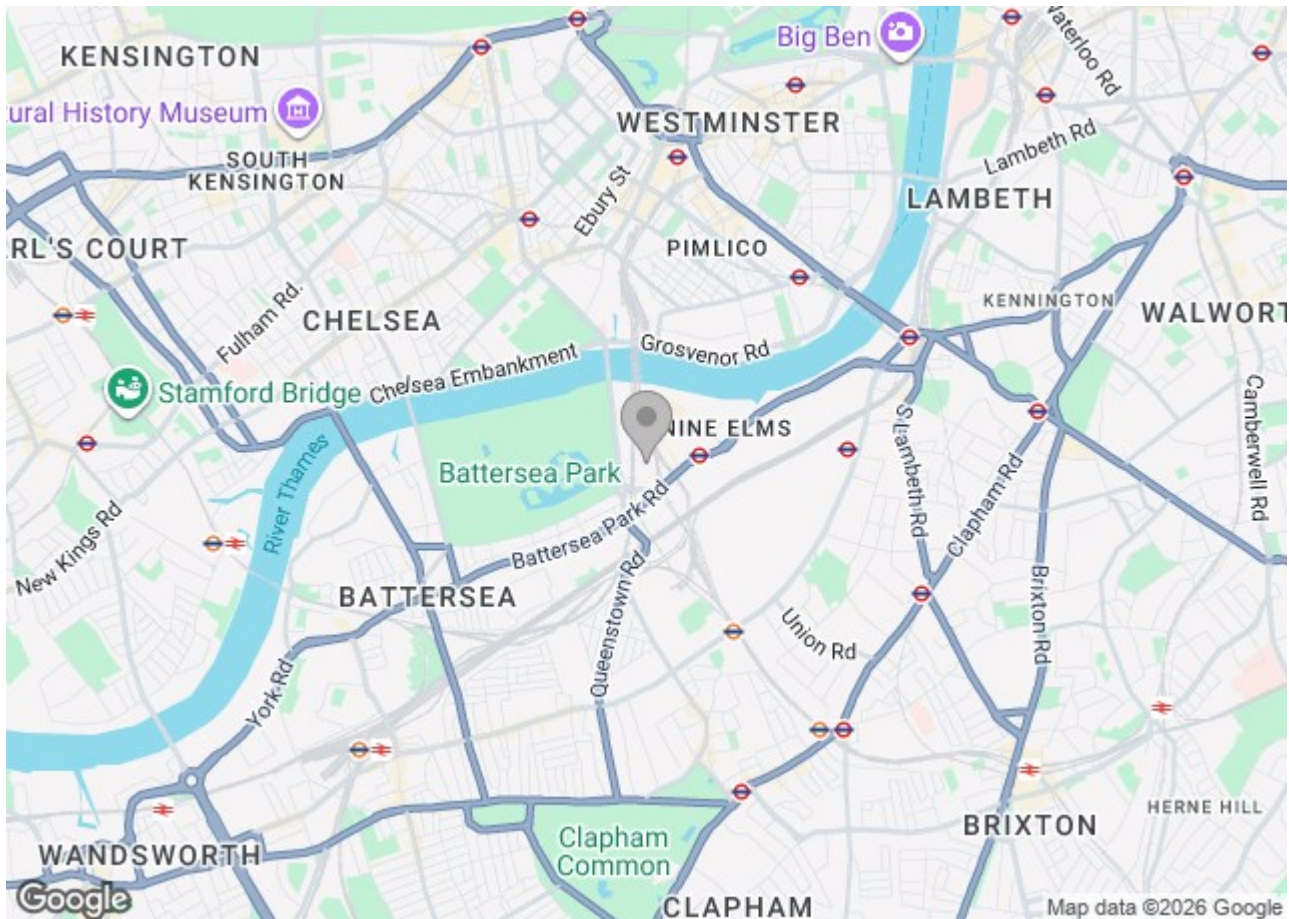 KENSINGTON
Big Ben
Waterloo Rd
ural History Museum
WESTMINSTER
Lambeth Rd
SOUTH
KENSINGTON
Ebury St
LAMBETH
RL'S COURT
PIMLICO
KENNINGTON
Fulham Rd.
CHELSEA
WALWORT
Grosvenor Rd
Chelsea Embankment
Stamford Bridge
NINE ELMS
Camberwell Rd
S Lambeth Rd
River Thames
Battersea Park
Clapham Rd
New Kings Rd
Battersea Park Rd
BATTERSEA
Queenstown Rd
Union Rd
Brixton Rd
York Rd
HERNE HILL
BRIXTON
WANDSWORTH
Clapham
Common
Google
CLAPHAM
Map data ©2026 Google